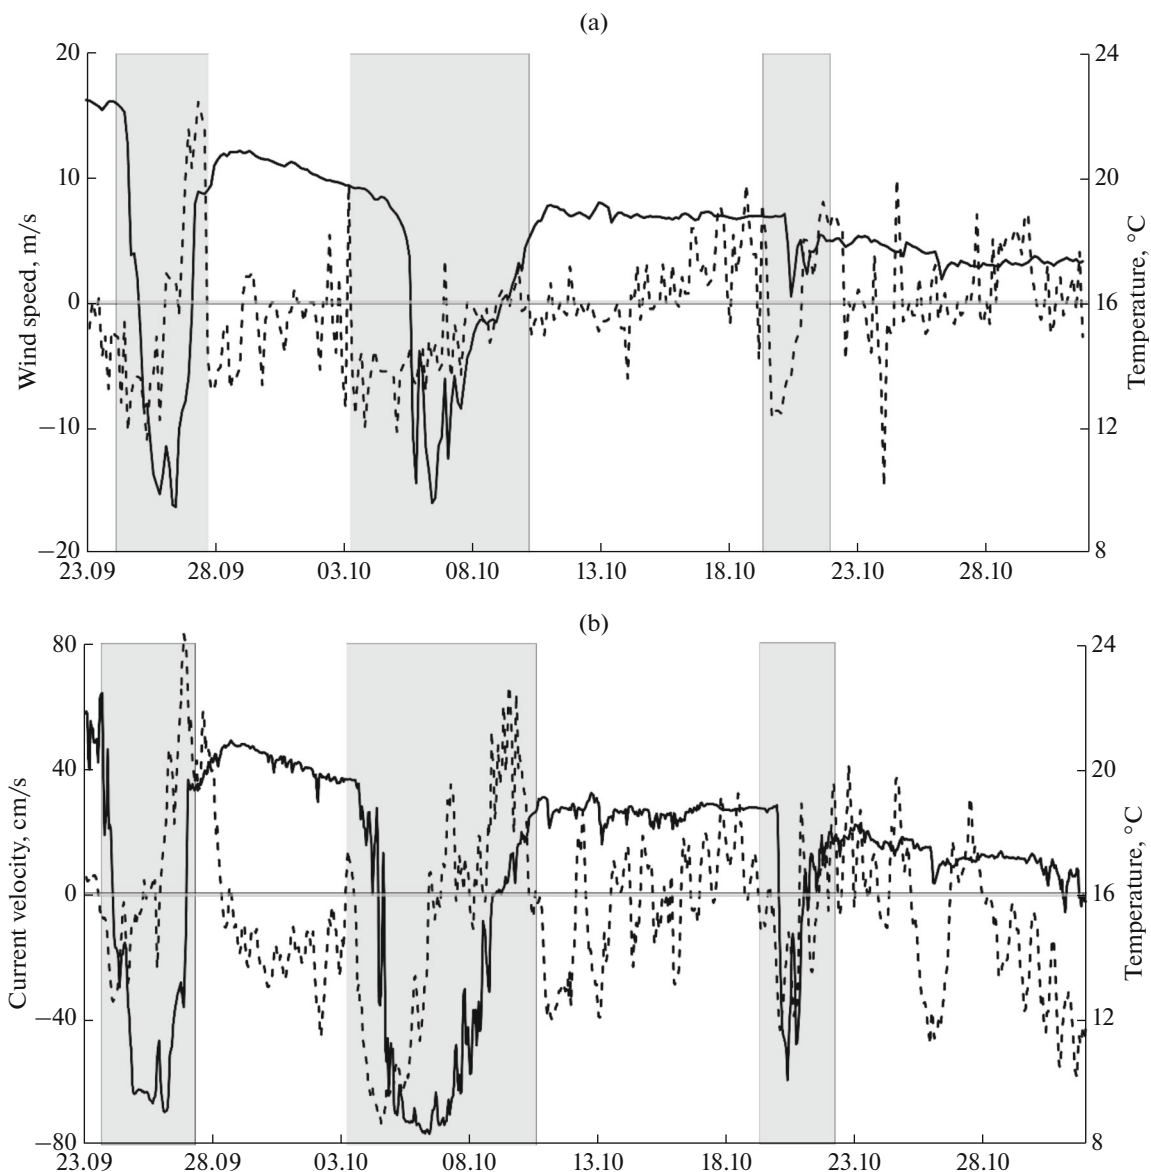 (a)
20
10
0
−10
−20
Wind speed, m/s
24
20
16
12
8
Temperature, °C
23.09 28.09 03.10 08.10 13.10 18.10 23.10 28.10
(b)
80
40
0
−40
−80
Current velocity, cm/s
24
20
16
12
8
Temperature, °C
23.09 28.09 03.10 08.10 13.10 18.10 23.10 28.10